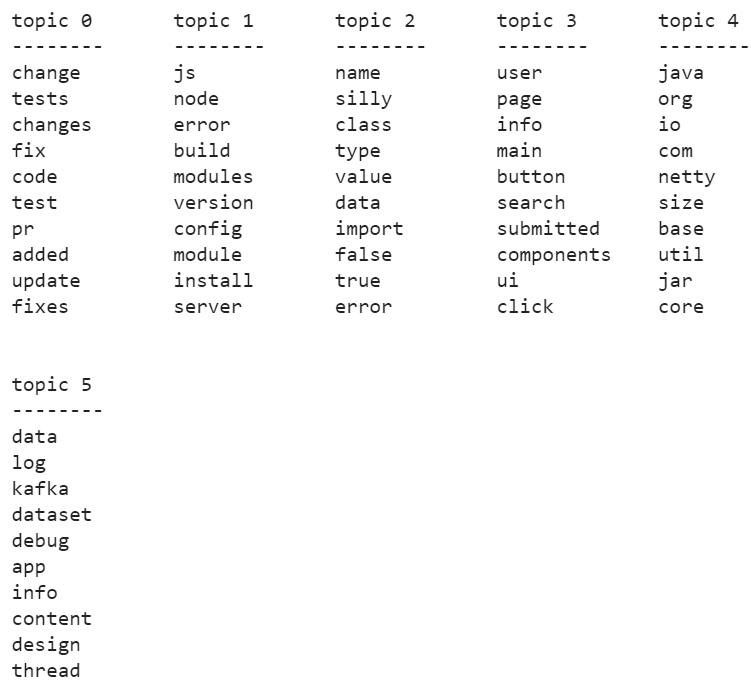 topic 0 topic 1 topic 2 topic 3 topic 4
-------- -------- -------- -------- --------
change js name user java
tests node silly page org
changes error class info io
fix build type main com
code modules value button netty
test version data search size
pr config import submitted base
added module false components util
update install true ui jar
fixes server error click core
topic 5
--------
data
log
kafka
dataset
debug
app
info
content
design
thread